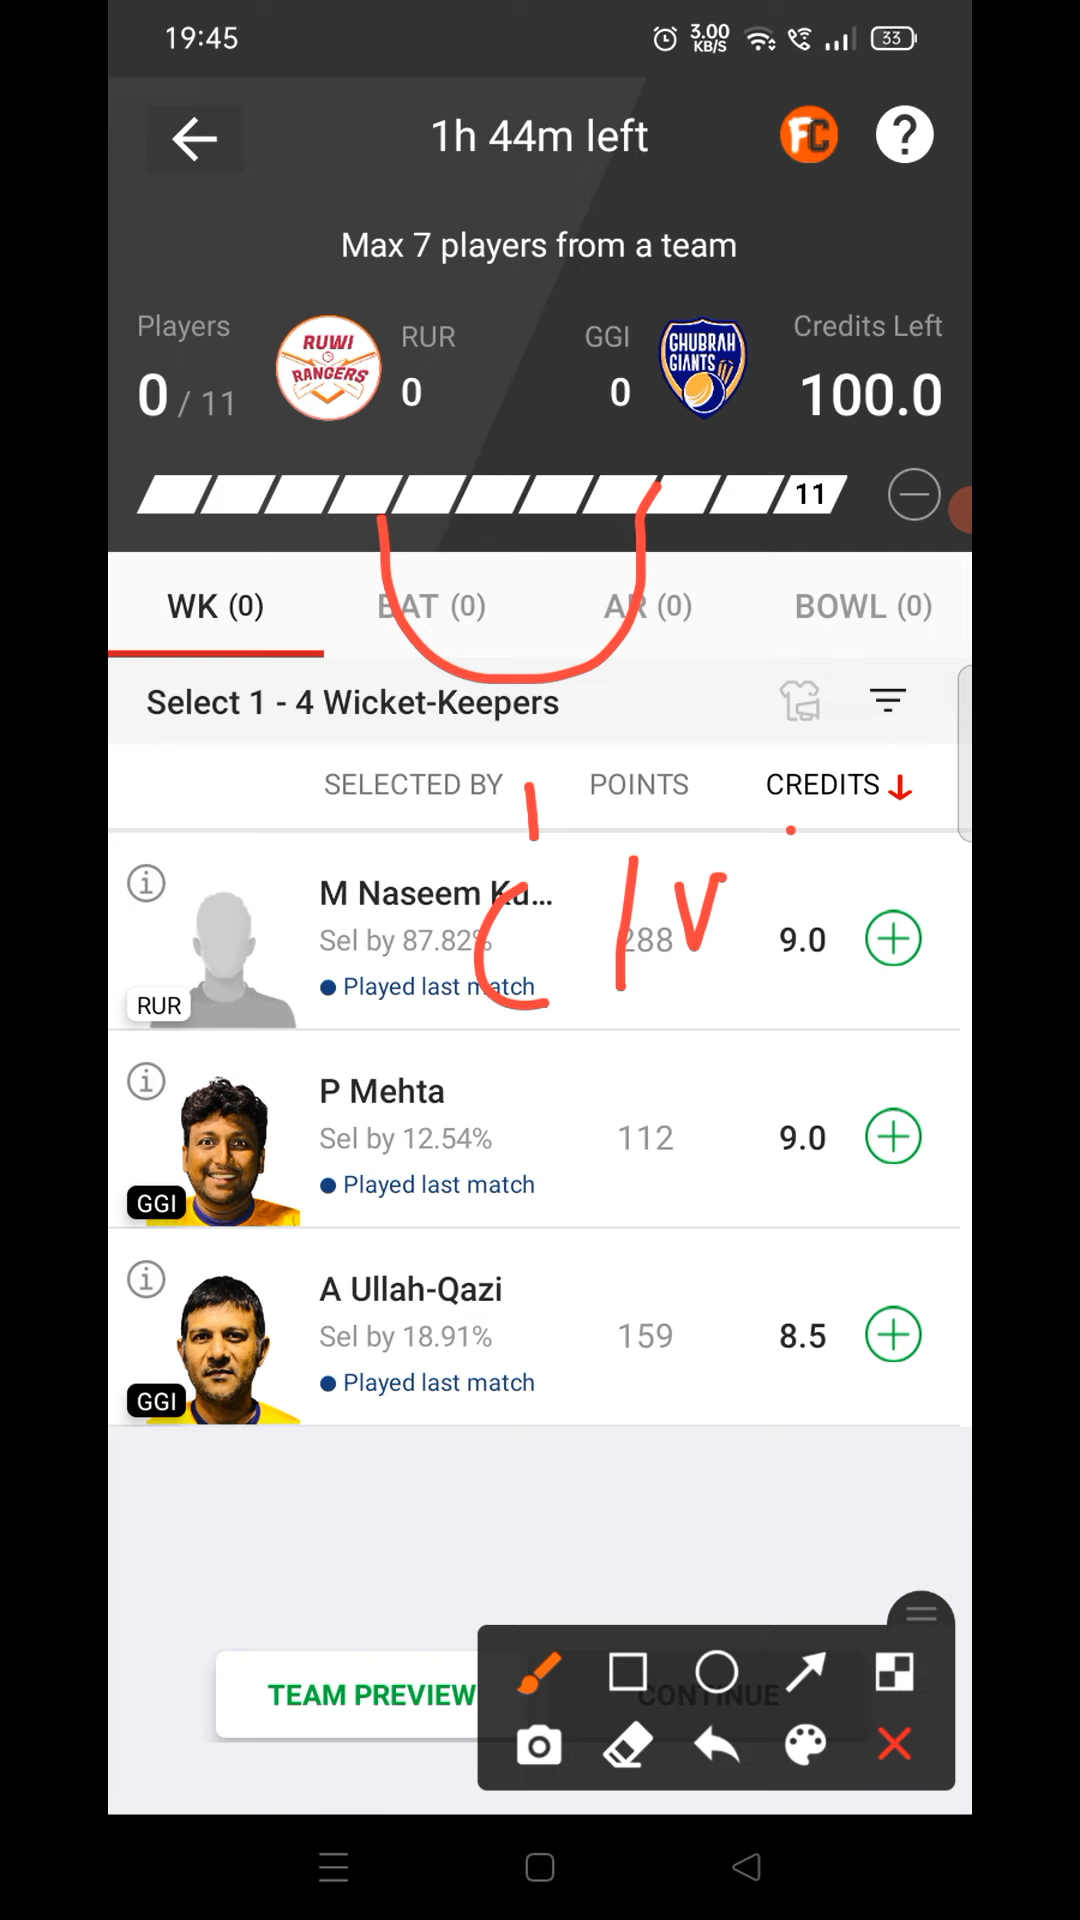 19:45
3.00 KB/S
33
1h 44m left
FC
?
Max 7 players from a team
Players
0 / 11
RUWI RANGERS
RUR
0
GGI
0
GHUBRAH GIANTS
Credits Left
100.0
11
WK (0)
BAT (0)
AR (0)
BOWL (0)
Select 1 - 4 Wicket-Keepers
SELECTED BY
POINTS
CREDITS
M Naseem Ku...
Sel by 87.82%
288
9.0
Played last match
RUR
C
I
V
P Mehta
Sel by 12.54%
112
9.0
Played last match
GGI
A Ullah-Qazi
Sel by 18.91%
159
8.5
Played last match
GGI
TEAM PREVIEW
CONTINUE